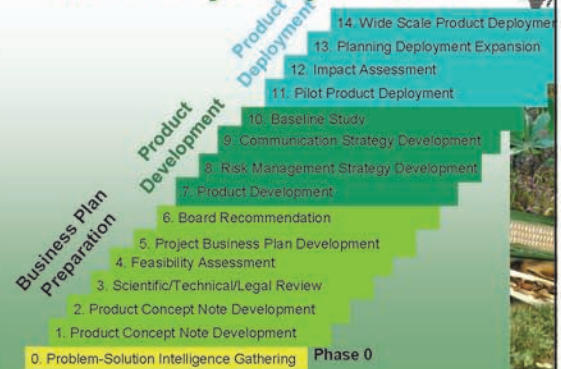 Product
Deployment
14. Wide Scale Product Deployment
13. Planning Deployment Expansion
12. Impact Assessment
11. Pilot Product Deployment
Product
Development
10. Baseline Study
9. Communication Strategy Development
8. Risk Management Strategy Development
7. Product Development
Business Plan
Preparation
6. Board Recommendation
5. Project Business Plan Development
4. Feasibility Assessment
3. Scientific/Technical/Legal Review
2. Product Concept Note Development
1. Product Concept Note Development
0. Problem-Solution Intelligence Gathering
Phase 0